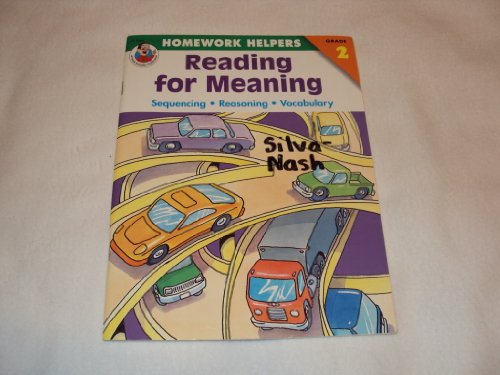 HOMEWORK HELPERS
GRADE
2
Reading
for Meaning
Sequencing • Reasoning • Vocabulary
Silva-
Nash